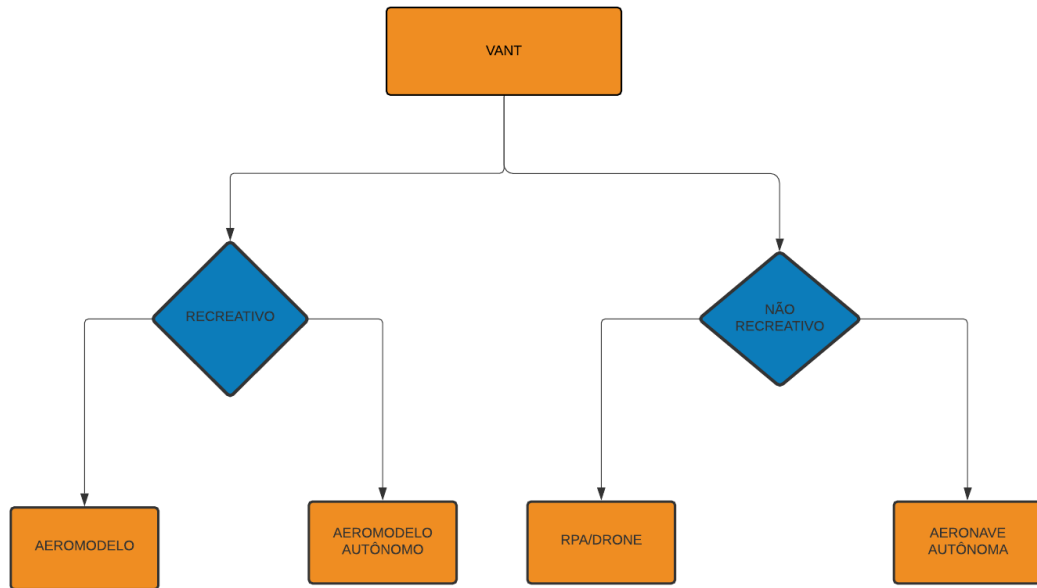 VANT
RECREATIVO
NÃO
RECREATIVO
AEROMODELO
AEROMODELO
AUTÔNOMO
RPA/DRONE
AERONAVE
AUTÔNOMA